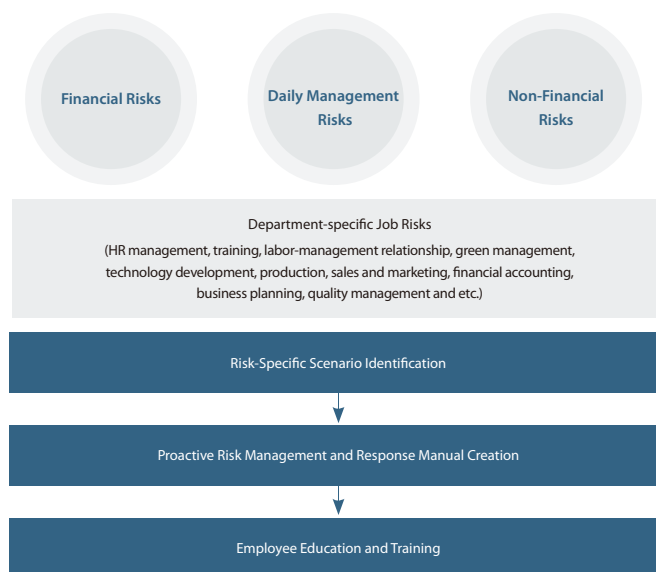 Financial Risks
Daily Management
Risks
Non-Financial
Risks
Department-specific Job Risks
(HR management, training, labor-management relationship, green management,
technology development, production, sales and marketing, financial accounting,
business planning, quality management and etc.)
Risk-Specific Scenario Identification
Proactive Risk Management and Response Manual Creation
Employee Education and Training